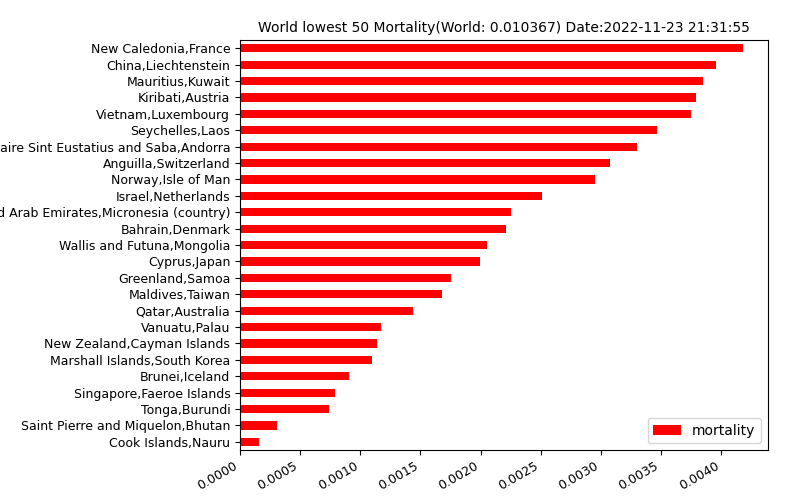 World lowest 50 Mortality(World: 0.010367) Date:2022-11-23 21:31:55
New Caledonia,France
China,Liechtenstein
Mauritius,Kuwait
Kiribati,Austria
Vietnam,Luxembourg
Seychelles,Laos
aire Sint Eustatius and Saba,Andorra
Anguilla,Switzerland
Norway,Isle of Man
Israel,Netherlands
d Arab Emirates,Micronesia (country)
Bahrain,Denmark
Wallis and Futuna,Mongolia
Cyprus,Japan
Greenland,Samoa
Maldives,Taiwan
Qatar,Australia
Vanuatu,Palau
New Zealand,Cayman Islands
Marshall Islands,South Korea
Brunei,Iceland
Singapore,Faeroe Islands
Tonga,Burundi
Saint Pierre and Miquelon,Bhutan
Cook Islands,Nauru
mortality
0.0000 0.0005 0.0010 0.0015 0.0020 0.0025 0.0030 0.0035 0.0040